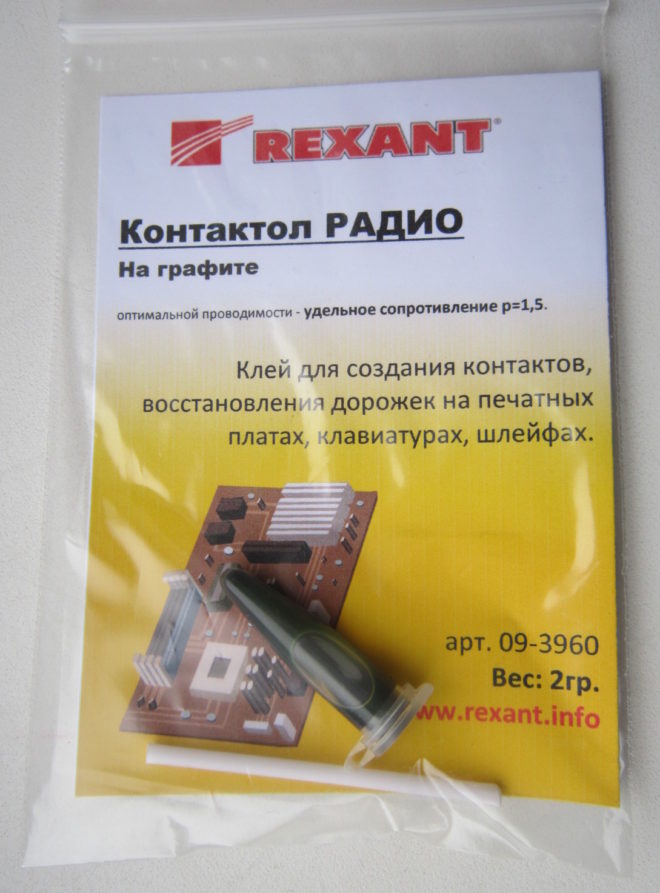 REXANT®
Контактол РАДИО
На графите
оптимальной проводимости - удельное сопротивление р=1,5.
Клей для создания контактов,
восстановления дорожек на печатных
платах, клавиатурах, шлейфах.
арт. 09-3960
Вес: 2гр.
ww.rexant.info